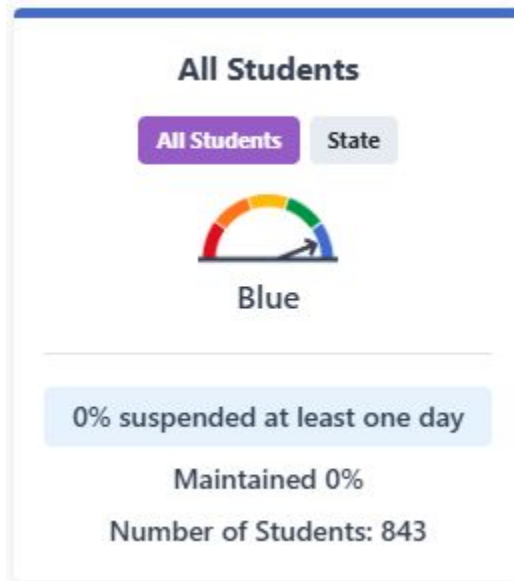 All Students
All Students State
Blue
0% suspended at least one day
Maintained 0%
Number of Students: 843